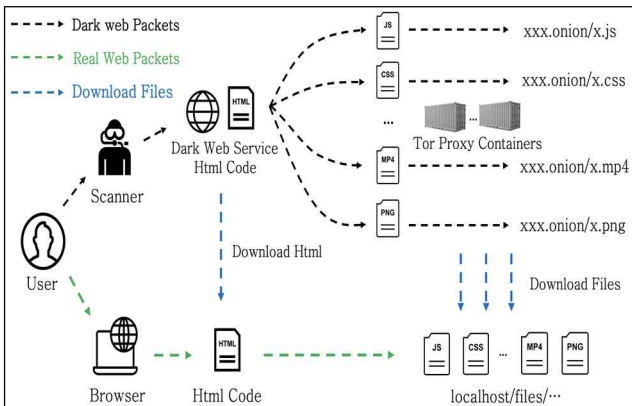 Dark web Packets
Real Web Packets
Download Files
JS
xxx.onion/x.js
CSS
xxx.onion/x.css
HTML
...
...
Dark Web Service
Html Code
Tor Proxy Containers
Scanner
MP4
xxx.onion/x.mp4
PNG
xxx.onion/x.png
Download Html
User
Download Files
HTML
JS
CSS
...
MP4
PNG
Browser
Html Code
localhost/files/…